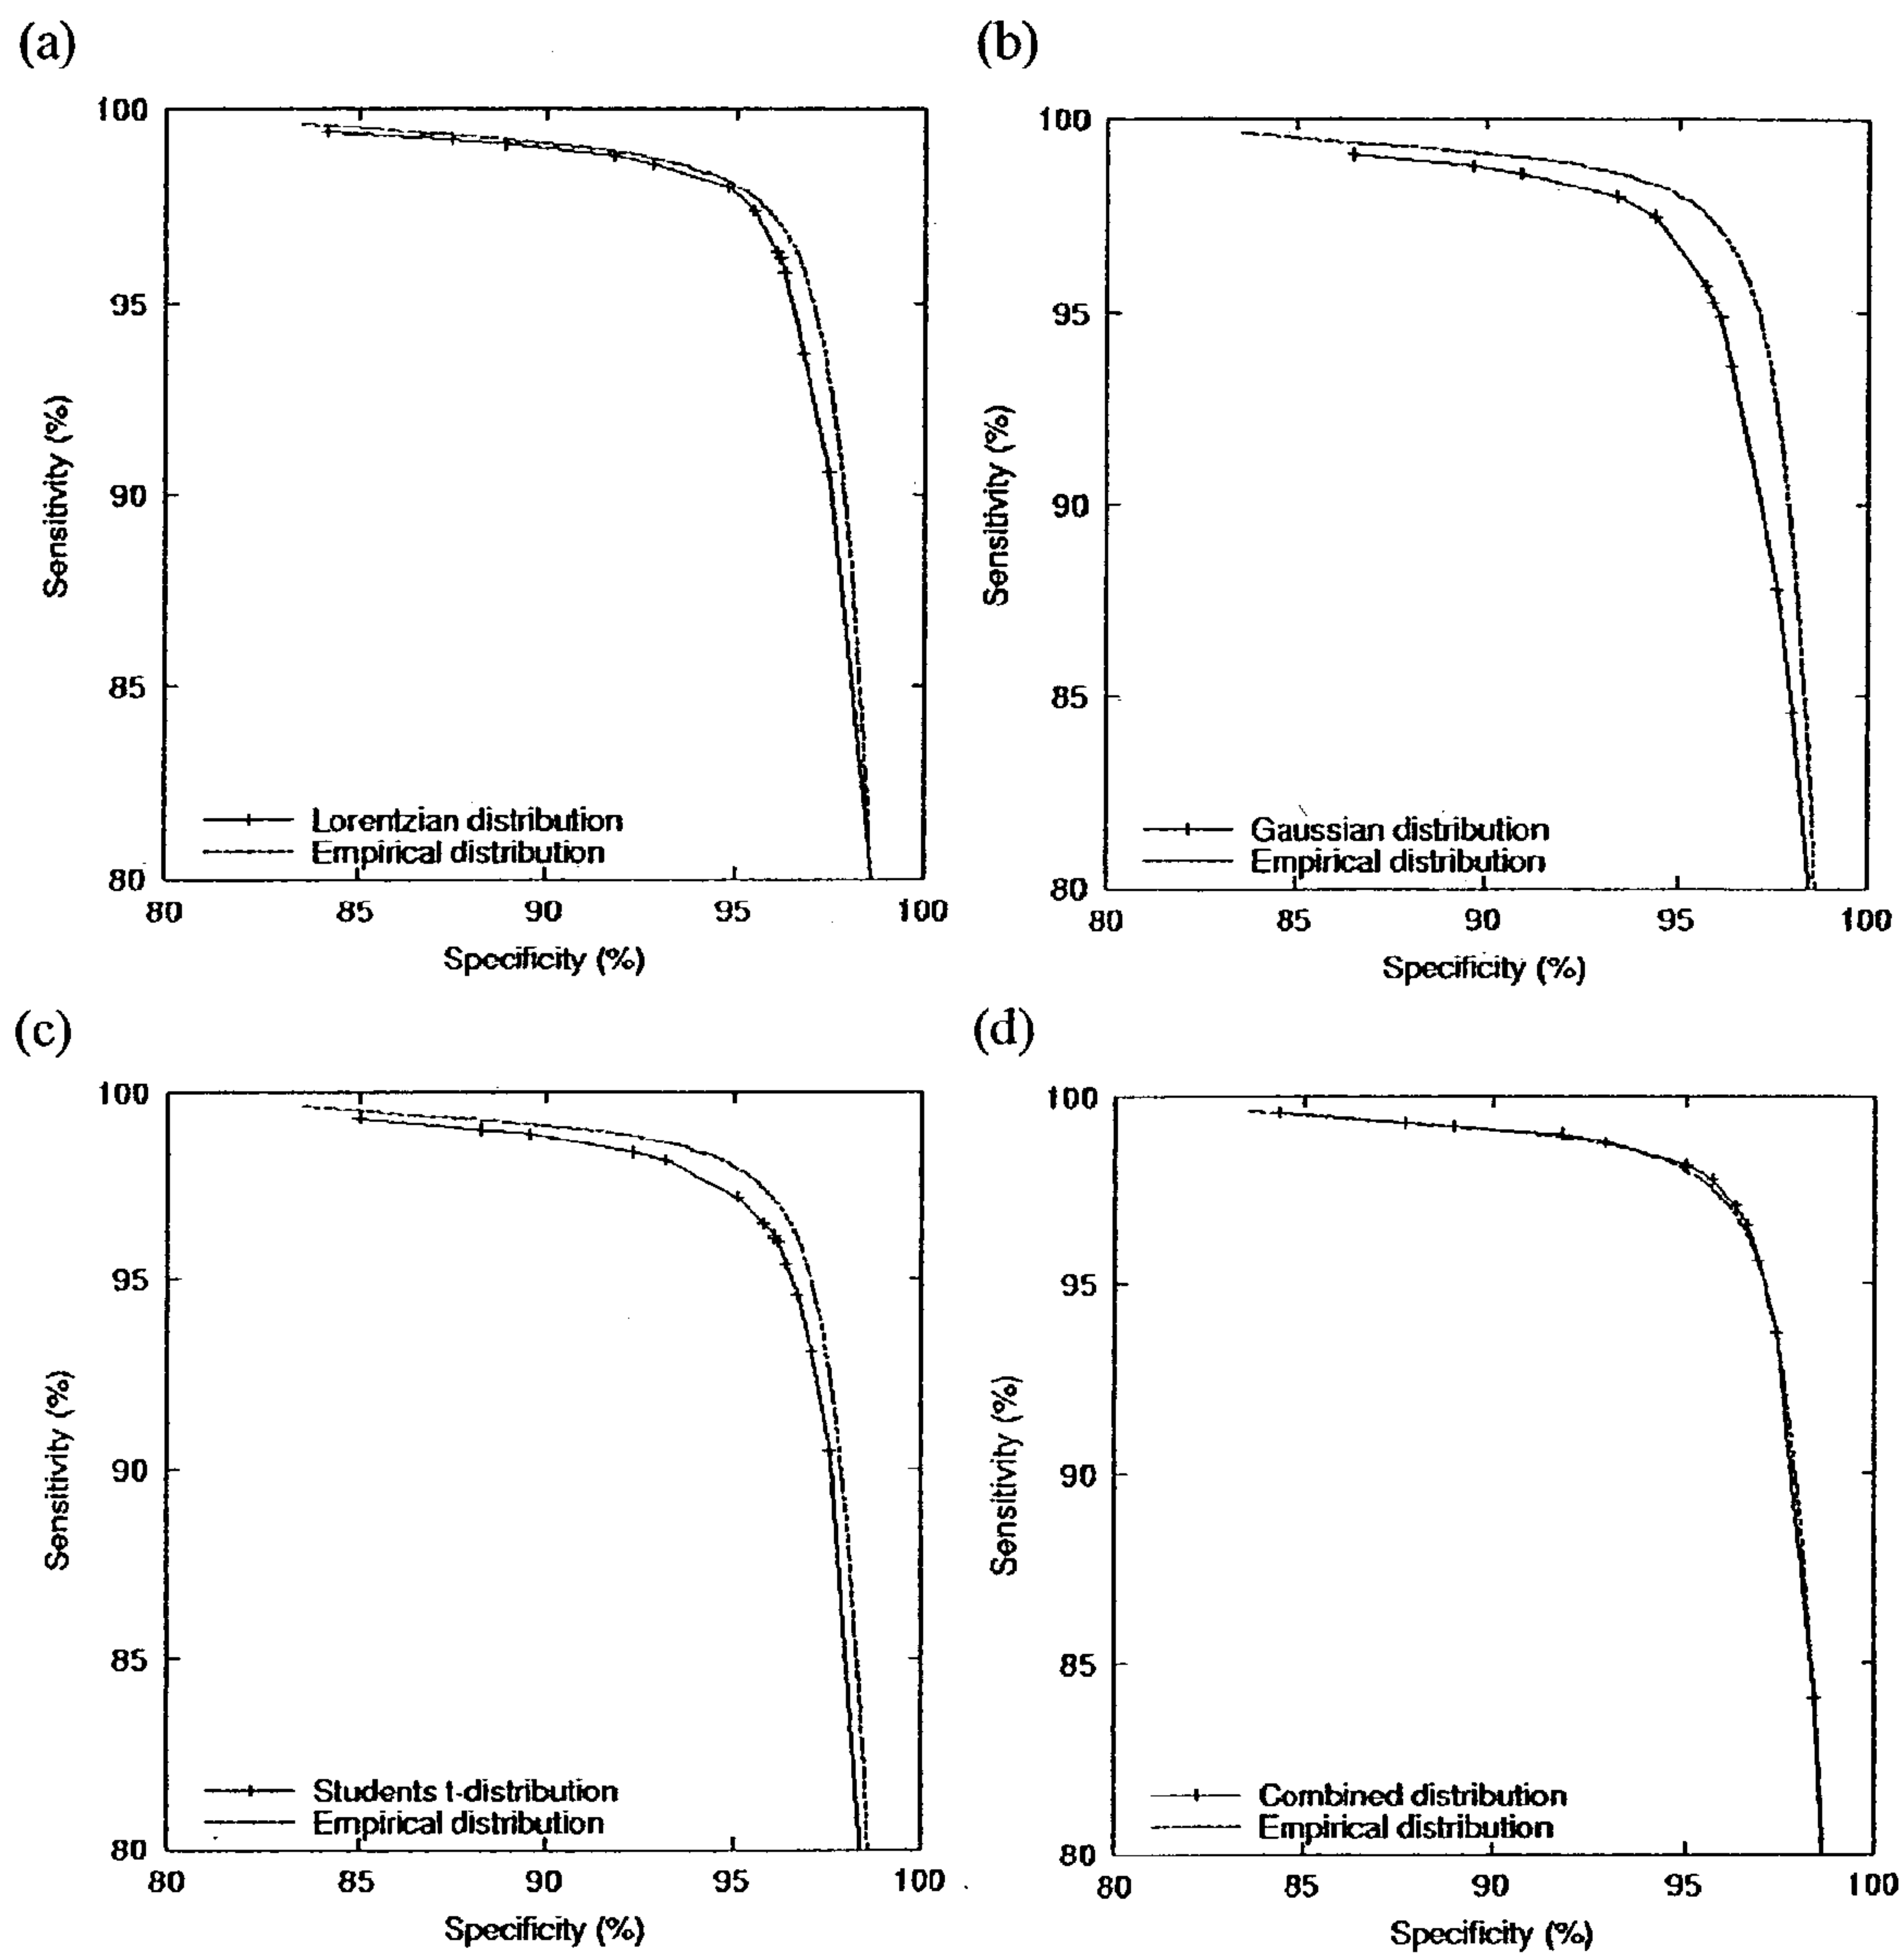 (a)
100
95
90
85
80
Sensitivity (%)
Lorentzian distribution
Empirical distribution
80 85 90 95 100
Specificity (%)
(b)
100
95
90
85
80
Sensitivity (%)
Gaussian distribution
Empirical distribution
80 85 90 95 100
Specificity (%)
(c)
100
95
90
85
80
Sensitivity (%)
Students t-distribution
Empirical distribution
80 85 90 95 100
Specificity (%)
(d)
100
95
90
85
80
Sensitivity (%)
Combined distribution
Empirical distribution
80 85 90 95 100
Specificity (%)